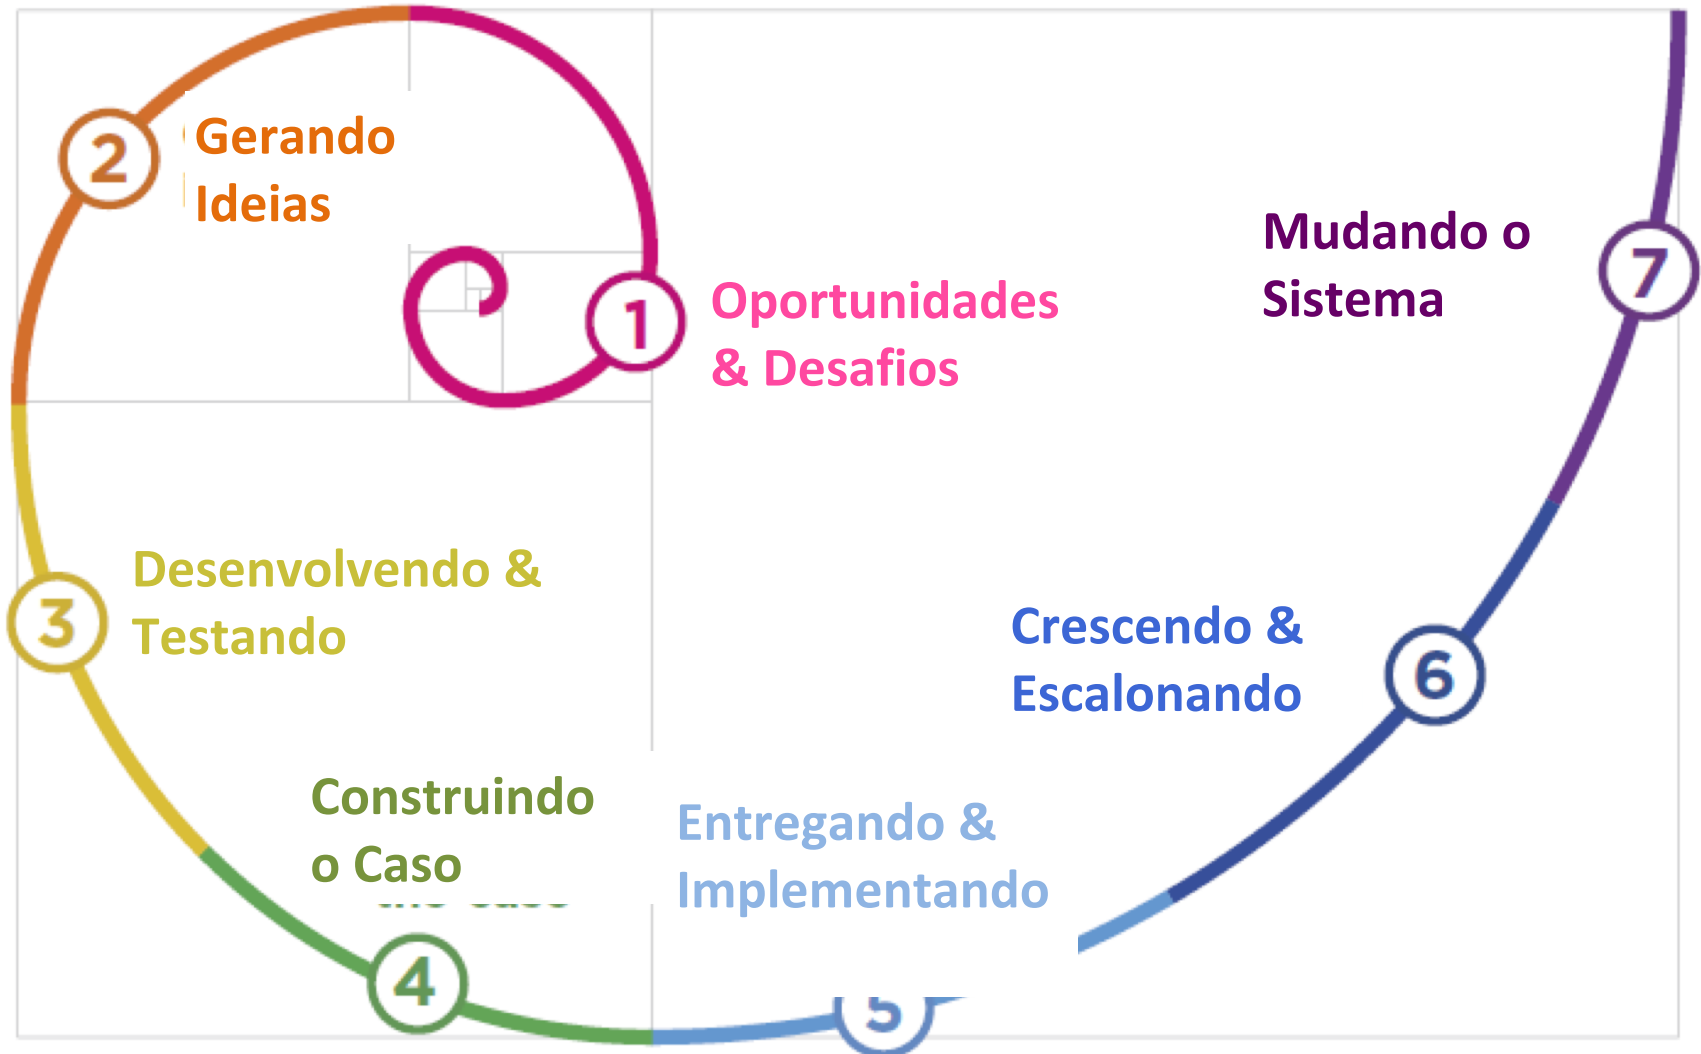 1
Oportunidades
& Desafios
2
Gerando
Ideias
3
Desenvolvendo &
Testando
4
Construindo
o Caso
5
Entregando &
Implementando
6
Crescendo &
Escalonando
7
Mudando o
Sistema